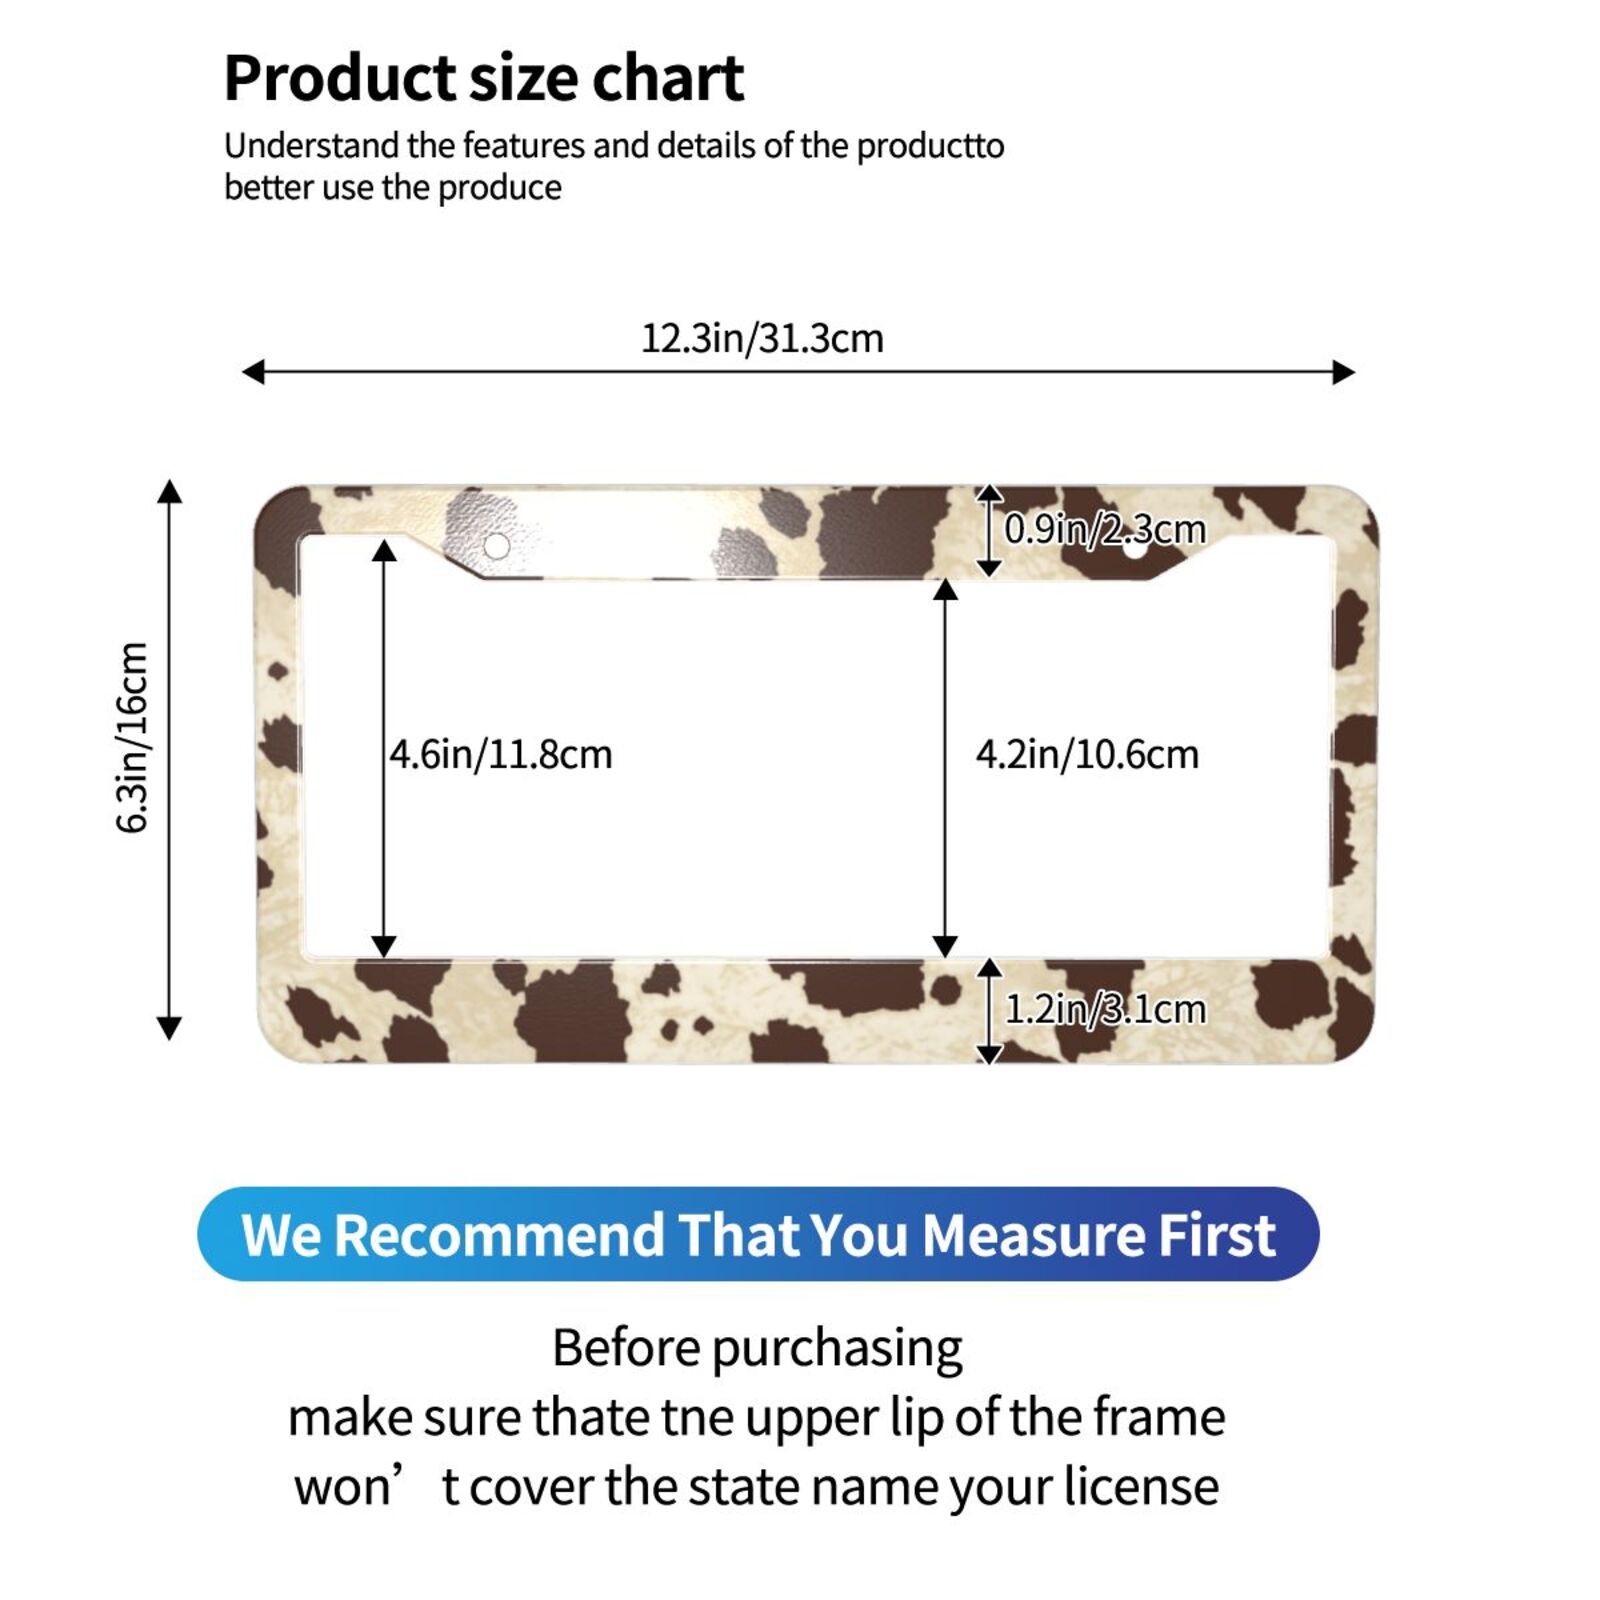 Product size chart
Understand the features and details of the productto
better use the produce
12.3in/31.3cm
0.9in/2.3cm
6.3in/16cm
4.6in/11.8cm
4.2in/10.6cm
1.2in/3.1cm
We Recommend That You Measure First
Before purchasing
make sure thate tne upper lip of the frame
won’ t cover the state name your license